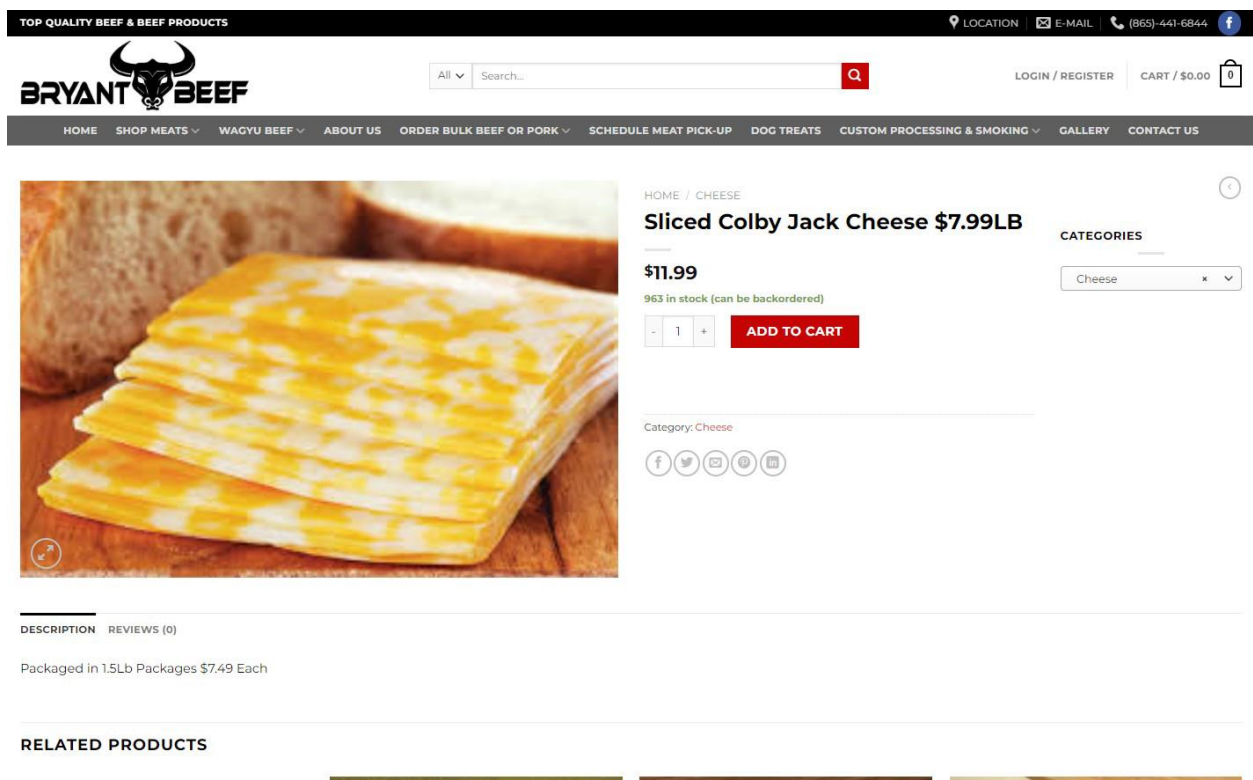 TOP QUALITY BEEF & BEEF PRODUCTS
LOCATION E-MAIL (865)-441-6844
BRYANT BEEF
All Search...
LOGIN / REGISTER CART / $0.00 0
HOME SHOP MEATS WAGYU BEEF ABOUT US ORDER BULK BEEF OR PORK SCHEDULE MEAT PICK-UP DOG TREATS CUSTOM PROCESSING & SMOKING GALLERY CONTACT US
HOME / CHEESE
Sliced Colby Jack Cheese $7.99LB
$11.99
963 in stock (can be backordered)
- 1 + ADD TO CART
Category: Cheese
CATEGORIES
Cheese ×
DESCRIPTION REVIEWS (0)
Packaged in 1.5Lb Packages $7.49 Each
RELATED PRODUCTS